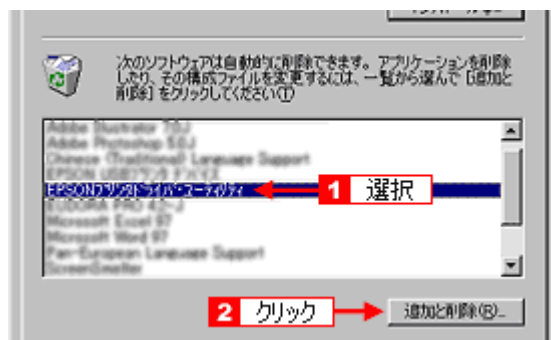 次のソフトウェアは自動的に削除できます。アプリケーションを削除
したり、その構成ファイルを変更するには、一覧から選んで [追加と
削除] をクリックしてください(T)
Adobe Illustrator 7.0J
Adobe Photoshop 5.0J
Chinese (Traditional) Language Support
EPSON USBプリンタ デバイス
EPSONプリンタドライバ・ユーティリティ
1 選択
EUDORA PRO 4.2-J
Microsoft Excel 97
Microsoft Word 97
Pan-European Language Support
2 クリック
追加と削除(R)...